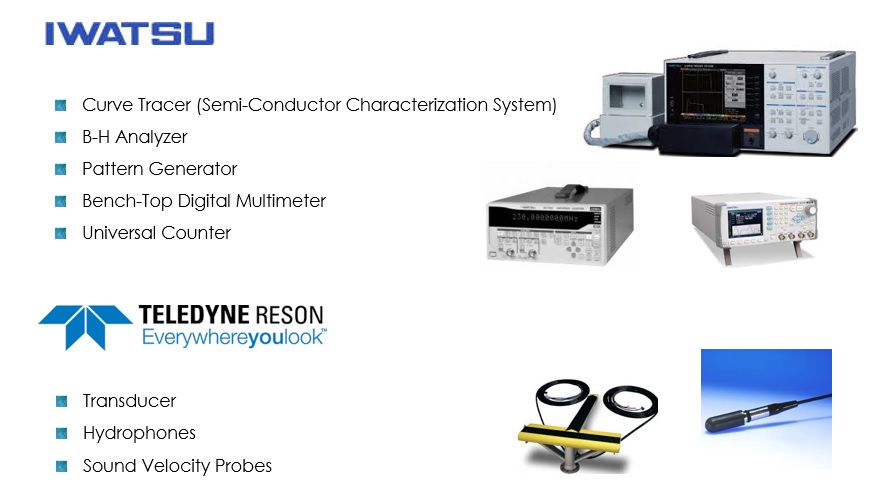 IWATSU
Curve Tracer (Semi-Conductor Characterization System)
B-H Analyzer
Pattern Generator
Bench-Top Digital Multimeter
Universal Counter
230.0000000MHz
TELEDYNE RESON
Everywhereyoulook™
Transducer
Hydrophones
Sound Velocity Probes